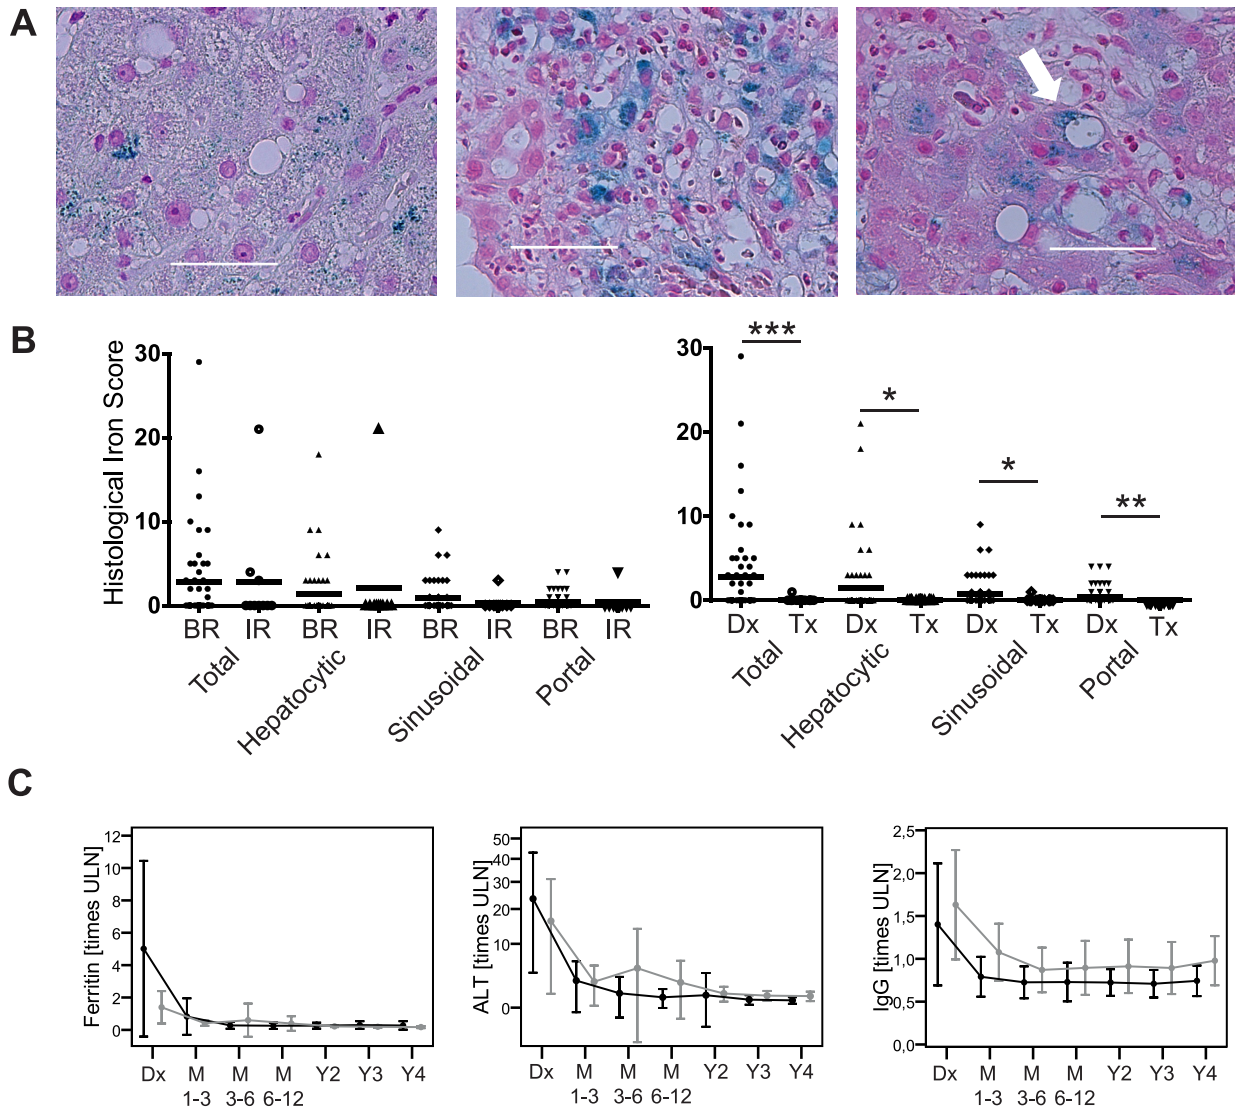 A
B
Histological Iron Score
30
20
10
0
BR IR BR IR BR IR BR IR
Total Hepatocytic Sinusoidal Portal
30
20
10
0
*** * * **
Dx Tx Dx Tx Dx Tx Dx Tx
Total Hepatocytic Sinusoidal Portal
C
Ferritin [times ULN]
12
10
8
6
4
2
0
Dx M M M Y2 Y3 Y4
1-3 3-6 6-12
ALT [times ULN]
50
40
30
20
10
0
Dx M M M Y2 Y3 Y4
1-3 3-6 6-12
IgG [times ULN]
2,5
2,0
1,5
1,0
0,5
0,0
Dx M M M Y2 Y3 Y4
1-3 3-6 6-12